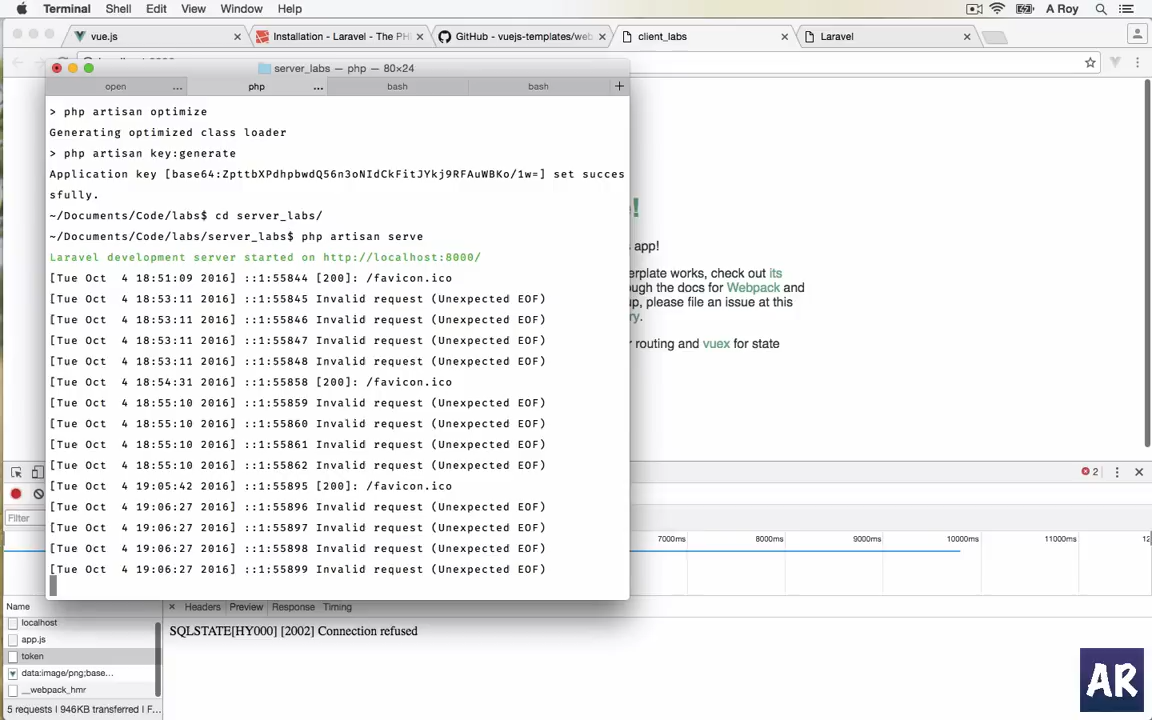 Terminal Shell Edit View Window Help A Roy
vue.js Installation - Laravel - The PH GitHub - vuejs-templates/web client_labs Laravel
server_labs — php — 80×24
open ... php ... bash bash +
> php artisan optimize
Generating optimized class loader
> php artisan key:generate
Application key [base64:ZpttbXPdhpbwdQ56n3oNIdCkFitJYkj9RFAuWBKo/1w=] set succes
sfully.
~/Documents/Code/labs$ cd server_labs/
~/Documents/Code/labs/server_labs$ php artisan serve
Laravel development server started on http://localhost:8000/
[Tue Oct  4 18:51:09 2016] ::1:55844 [200]: /favicon.ico
[Tue Oct  4 18:53:11 2016] ::1:55845 Invalid request (Unexpected EOF)
[Tue Oct  4 18:53:11 2016] ::1:55846 Invalid request (Unexpected EOF)
[Tue Oct  4 18:53:11 2016] ::1:55847 Invalid request (Unexpected EOF)
[Tue Oct  4 18:53:11 2016] ::1:55848 Invalid request (Unexpected EOF)
[Tue Oct  4 18:54:31 2016] ::1:55858 [200]: /favicon.ico
[Tue Oct  4 18:55:10 2016] ::1:55859 Invalid request (Unexpected EOF)
[Tue Oct  4 18:55:10 2016] ::1:55860 Invalid request (Unexpected EOF)
[Tue Oct  4 18:55:10 2016] ::1:55861 Invalid request (Unexpected EOF)
[Tue Oct  4 18:55:10 2016] ::1:55862 Invalid request (Unexpected EOF)
[Tue Oct  4 19:05:42 2016] ::1:55895 [200]: /favicon.ico
[Tue Oct  4 19:06:27 2016] ::1:55896 Invalid request (Unexpected EOF)
[Tue Oct  4 19:06:27 2016] ::1:55897 Invalid request (Unexpected EOF)
[Tue Oct  4 19:06:27 2016] ::1:55898 Invalid request (Unexpected EOF)
[Tue Oct  4 19:06:27 2016] ::1:55899 Invalid request (Unexpected EOF)
!
s app!
erplate works, check out its
ugh the docs for Webpack and
up, please file an issue at this
ry.
r routing and vuex for state
2
Filter
7000ms 8000ms 9000ms 10000ms 11000ms 12
Name
× Headers Preview Response Timing
localhost
app.js
token
data:image/png;base...
__webpack_hmr
5 requests | 946KB transferred | F...
SQLSTATE[HY000] [2002] Connection refused
AR